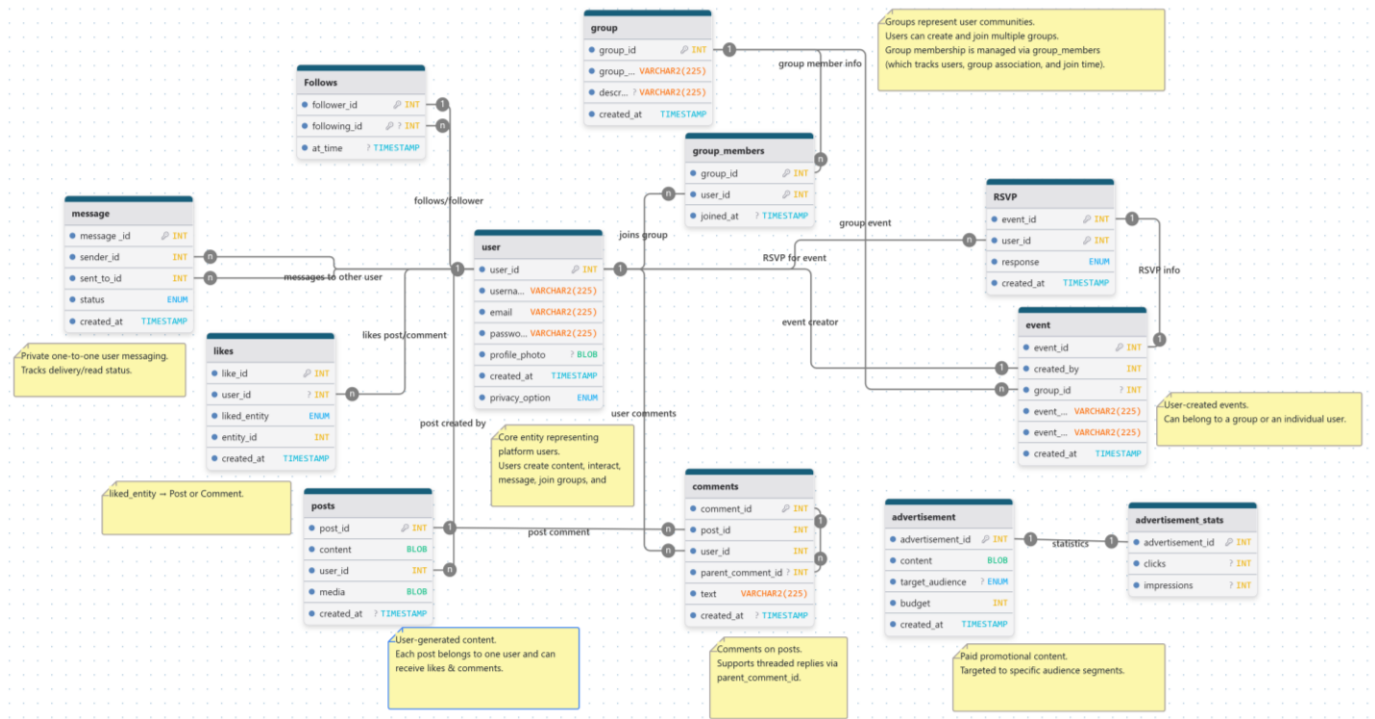 group
group_id INT
group_... VARCHAR2(225)
descr... ? VARCHAR2(225)
created_at TIMESTAMP
Groups represent user communities.
Users can create and join multiple groups.
Group membership is managed via group_members
(which tracks users, group association, and join time).
1
group member info
n
Follows
follower_id INT
following_id ? INT
at_time ? TIMESTAMP
1
n
follows/follower
group_members
group_id INT
user_id INT
joined_at ? TIMESTAMP
n
joins group
message
message _id INT
sender_id INT
sent_to_id INT
status ENUM
created_at TIMESTAMP
n
n
messages to other user
Private one-to-one user messaging.
Tracks delivery/read status.
user
user_id INT
userna... VARCHAR2(225)
email VARCHAR2(225)
passwo... VARCHAR2(225)
profile_photo ? BLOB
created_at TIMESTAMP
privacy_option ENUM
1
1
Core entity representing
platform users.
Users create content, interact,
message, join groups, and
RSVP
event_id INT
user_id INT
response ENUM
created_at TIMESTAMP
n
1
group event
RSVP for event
RSVP info
1
event
event_id INT
created_by INT
group_id ? INT
event_... VARCHAR2(225)
event_... VARCHAR2(225)
created_at TIMESTAMP
1
n
event creator
User-created events.
Can belong to a group or an individual user.
likes
like_id INT
user_id ? INT
liked_entity ENUM
entity_id INT
created_at TIMESTAMP
n
likes post/comment
liked_entity → Post or Comment.
post created by
user comments
posts
post_id INT
content BLOB
user_id INT
media BLOB
created_at ? TIMESTAMP
1
n
post comment
User-generated content.
Each post belongs to one user and can
receive likes & comments.
comments
comment_id INT
post_id INT
user_id INT
parent_comment_id ? INT
text VARCHAR2(225)
created_at ? TIMESTAMP
n
n
1
n
Comments on posts.
Supports threaded replies via
parent_comment_id.
advertisement
advertisement_id INT
content BLOB
target_audience ? ENUM
budget INT
created_at TIMESTAMP
1
statistics
1
advertisement_stats
advertisement_id INT
clicks ? INT
impressions ? INT
Paid promotional content.
Targeted to specific audience segments.